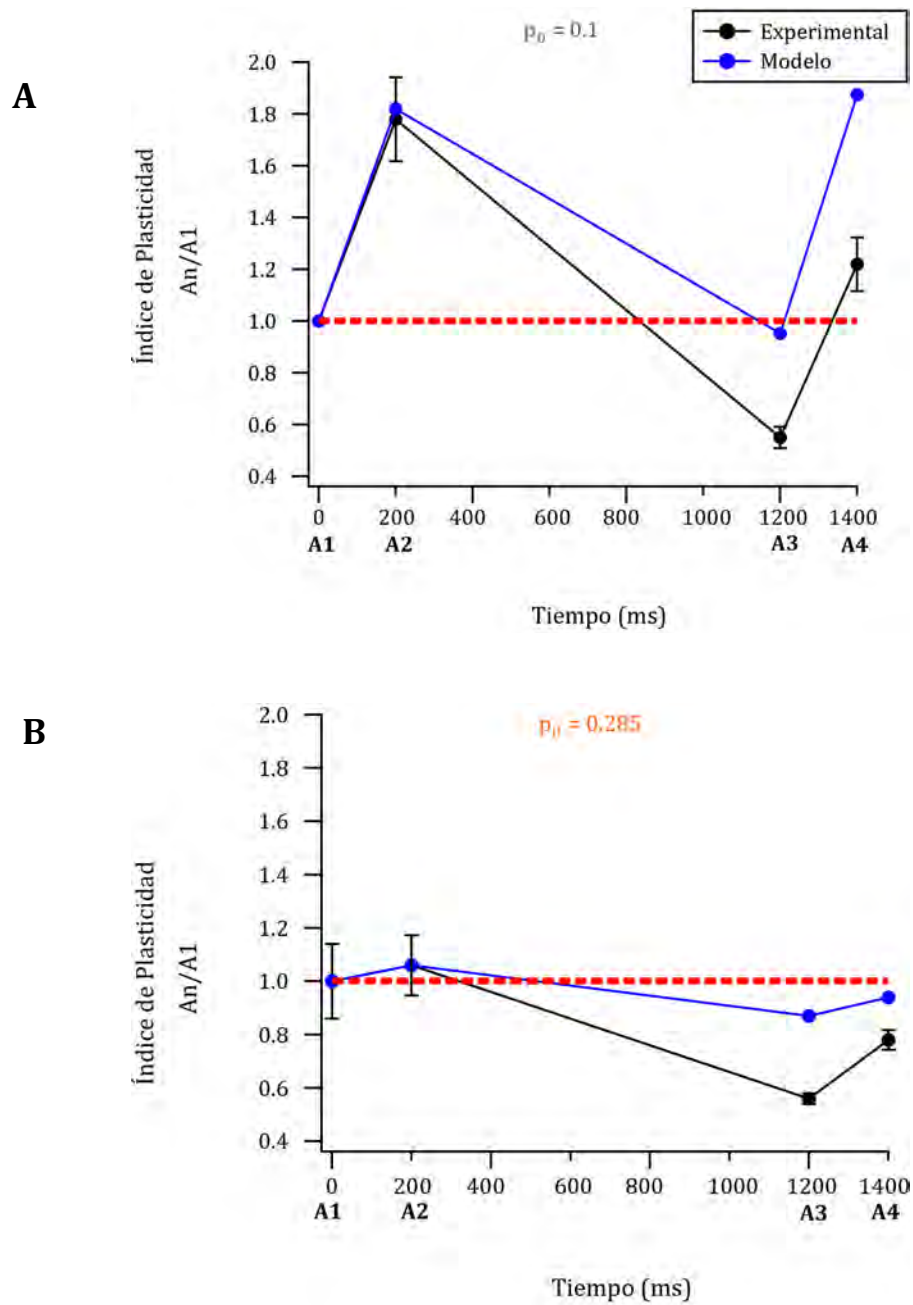 A
p₀ = 0.1
Experimental
Modelo
Índice de Plasticidad
An/A1
2.0
1.8
1.6
1.4
1.2
1.0
0.8
0.6
0.4
0 200 400 600 800 1000 1200 1400
A1 A2 A3 A4
Tiempo (ms)
B
p₀ = 0.285
Índice de Plasticidad
An/A1
2.0
1.8
1.6
1.4
1.2
1.0
0.8
0.6
0.4
0 200 400 600 800 1000 1200 1400
A1 A2 A3 A4
Tiempo (ms)